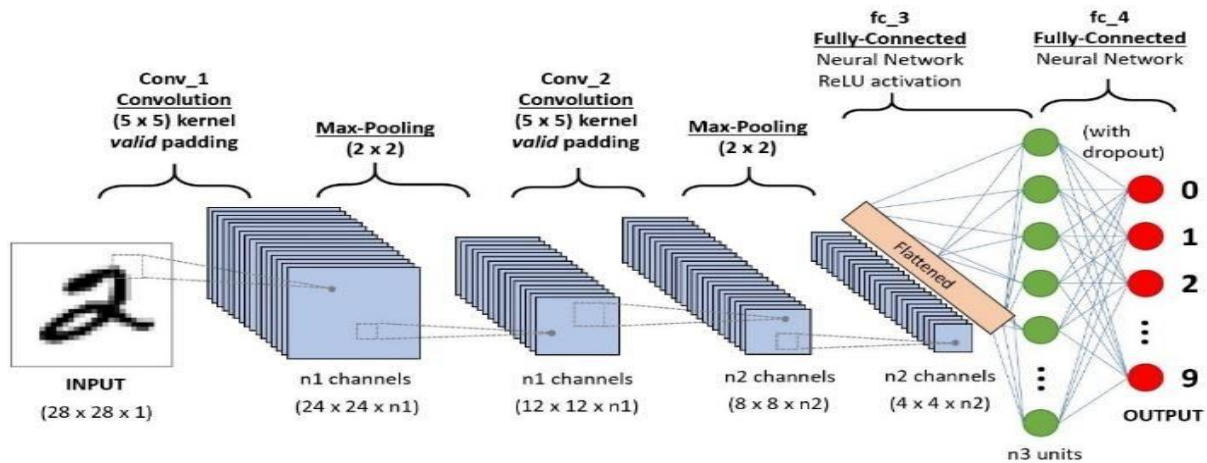 fc_3
Fully-Connected
Neural Network
ReLU activation
fc_4
Fully-Connected
Neural Network
Conv_1
Convolution
(5 x 5) kernel
valid padding
Max-Pooling
(2 x 2)
Conv_2
Convolution
(5 x 5) kernel
valid padding
Max-Pooling
(2 x 2)
(with
dropout)
Flattened
0
1
2
9
INPUT
(28 x 28 x 1)
n1 channels
(24 x 24 x n1)
n1 channels
(12 x 12 x n1)
n2 channels
(8 x 8 x n2)
n2 channels
(4 x 4 x n2)
n3 units
OUTPUT